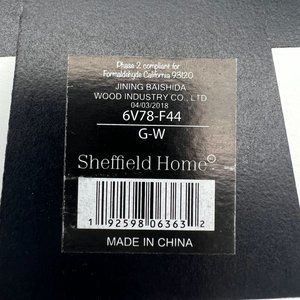 Phase 2 compliant for
Formaldehyde California 93120
JINING BAISHIDA
WOOD INDUSTRY CO., LTD
04/03/2018
6V78-F44
G-W
Sheffield Home®
1 92598 06363 2
MADE IN CHINA